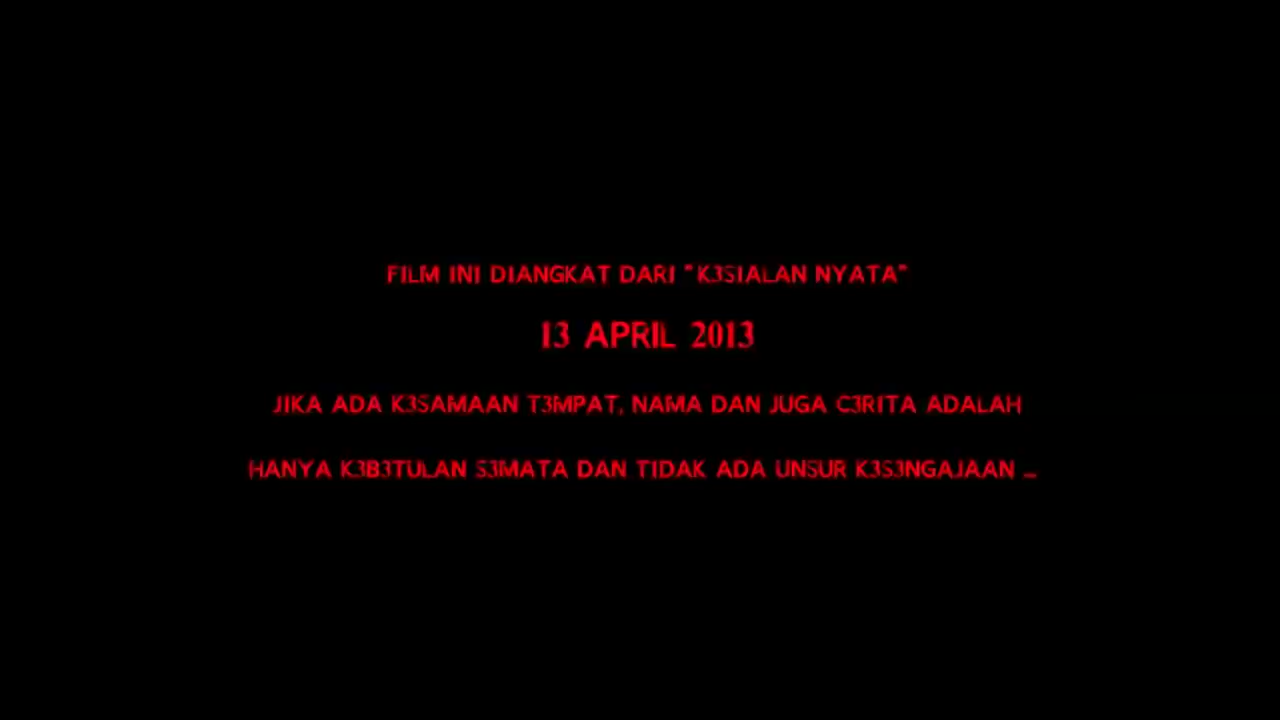 FILM INI DIANGKAT DARI "K3SIALAN NYATA"
13 APRIL 2013
JIKA ADA K3SAMAAN T3MPAT, NAMA DAN JUGA C3RITA ADALAH
HANYA K3B3TULAN S3MATA DAN TIDAK ADA UNSUR K3S3NGAJAAN ...